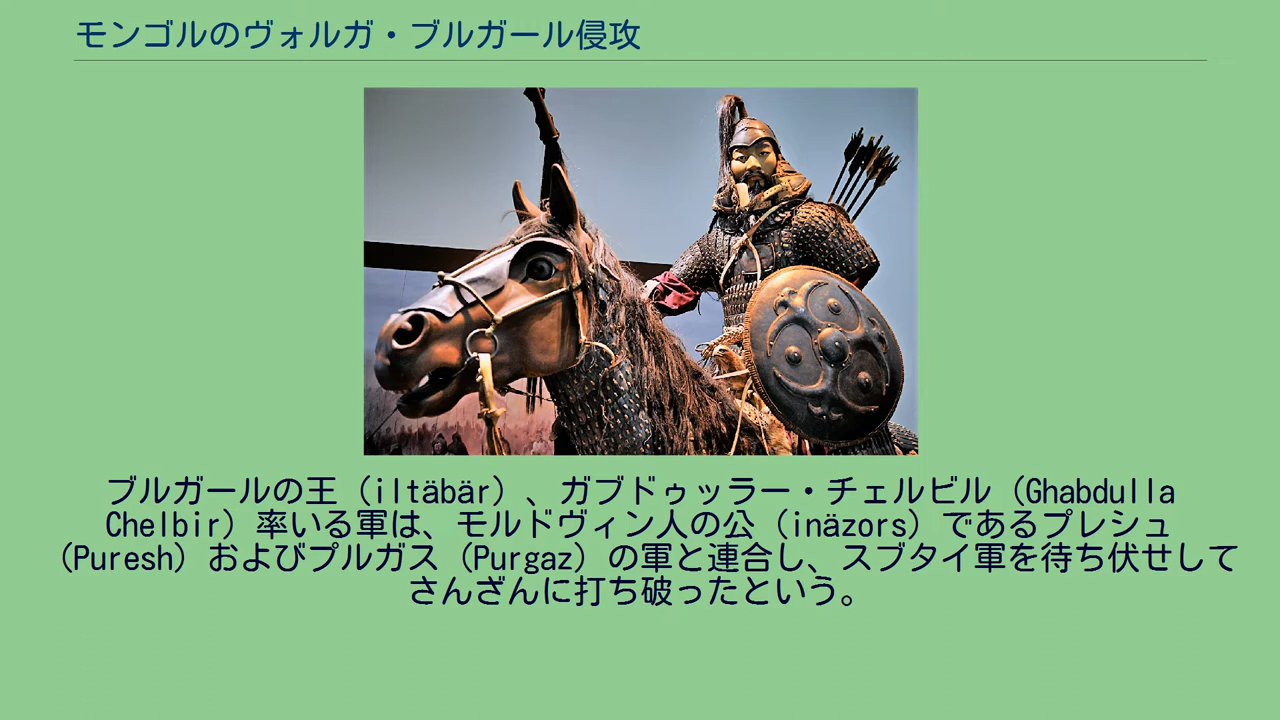 モンゴルのヴォルガ・ブルガール侵攻
ブルガールの王（iltäbär）、ガブドゥッラー・チェルビル（Ghabdulla
Chelbir）率いる軍は、モルドヴィン人の公（inäzors）であるプレシュ
（Puresh）およびプルガス（Purgaz）の軍と連合し、スブタイ軍を待ち伏せして
さんざんに打ち破ったという。